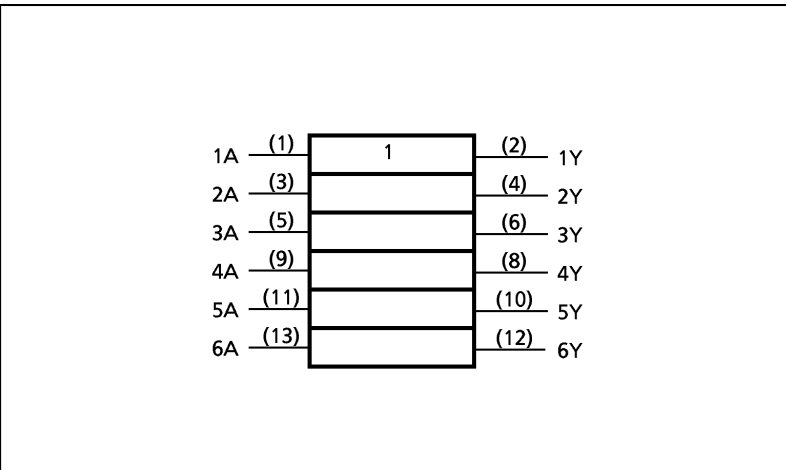 1A (1) 1 (2) 1Y
2A (3) (4) 2Y
3A (5) (6) 3Y
4A (9) (8) 4Y
5A (11) (10) 5Y
6A (13) (12) 6Y